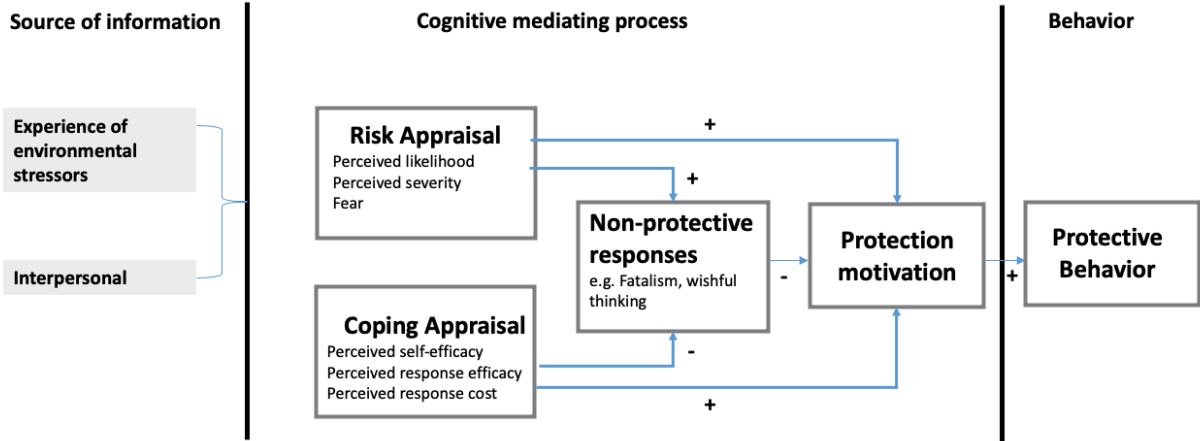 Source of information
Cognitive mediating process
Behavior
Experience of
environmental
stressors
Interpersonal
Risk Appraisal
Perceived likelihood
Perceived severity
Fear
+
+
Non-protective
responses
e.g. Fatalism, wishful
thinking
-
Protection
motivation
+
Protective
Behavior
Coping Appraisal
Perceived self-efficacy
Perceived response efficacy
Perceived response cost
-
+